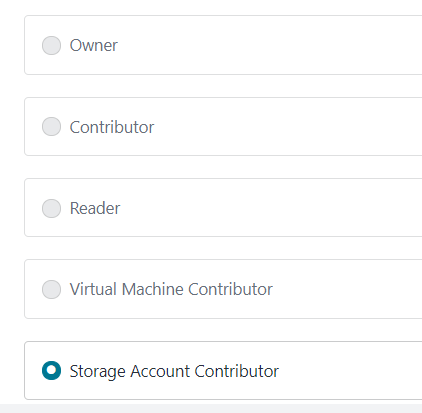 Owner
Contributor
Reader
Virtual Machine Contributor
Storage Account Contributor